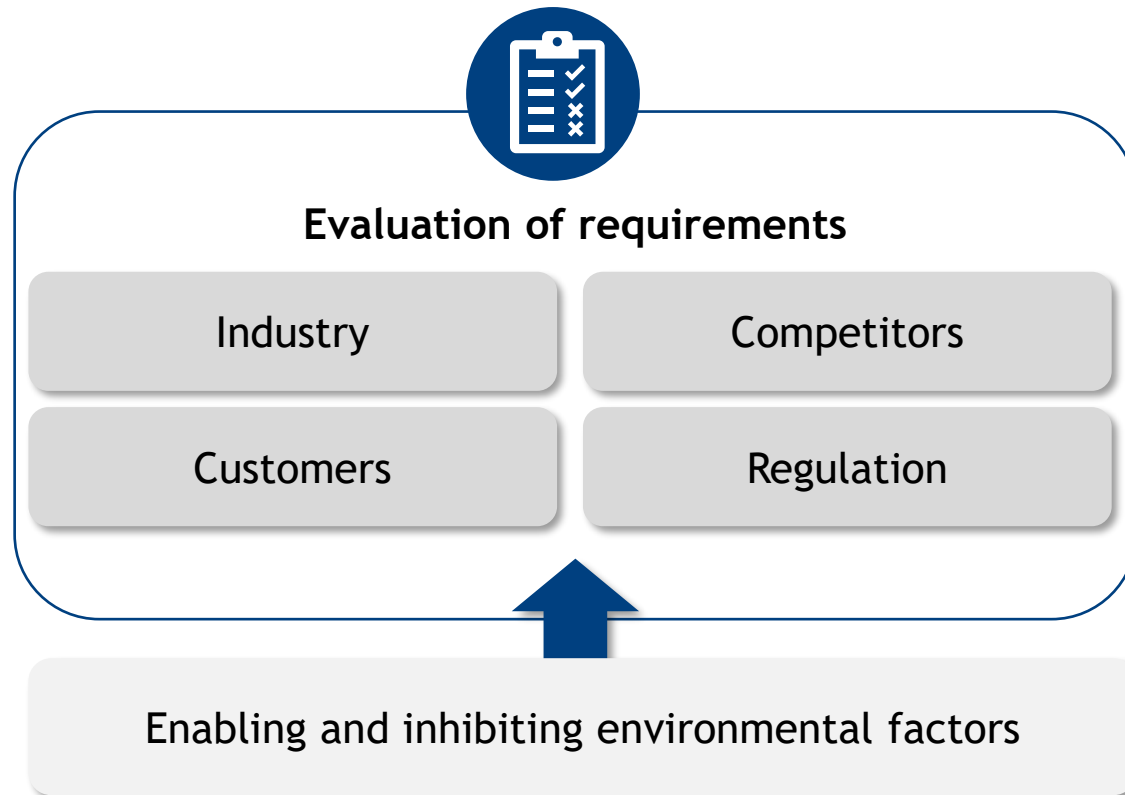 Evaluation of requirements
Industry
Competitors
Customers
Regulation
Enabling and inhibiting environmental factors